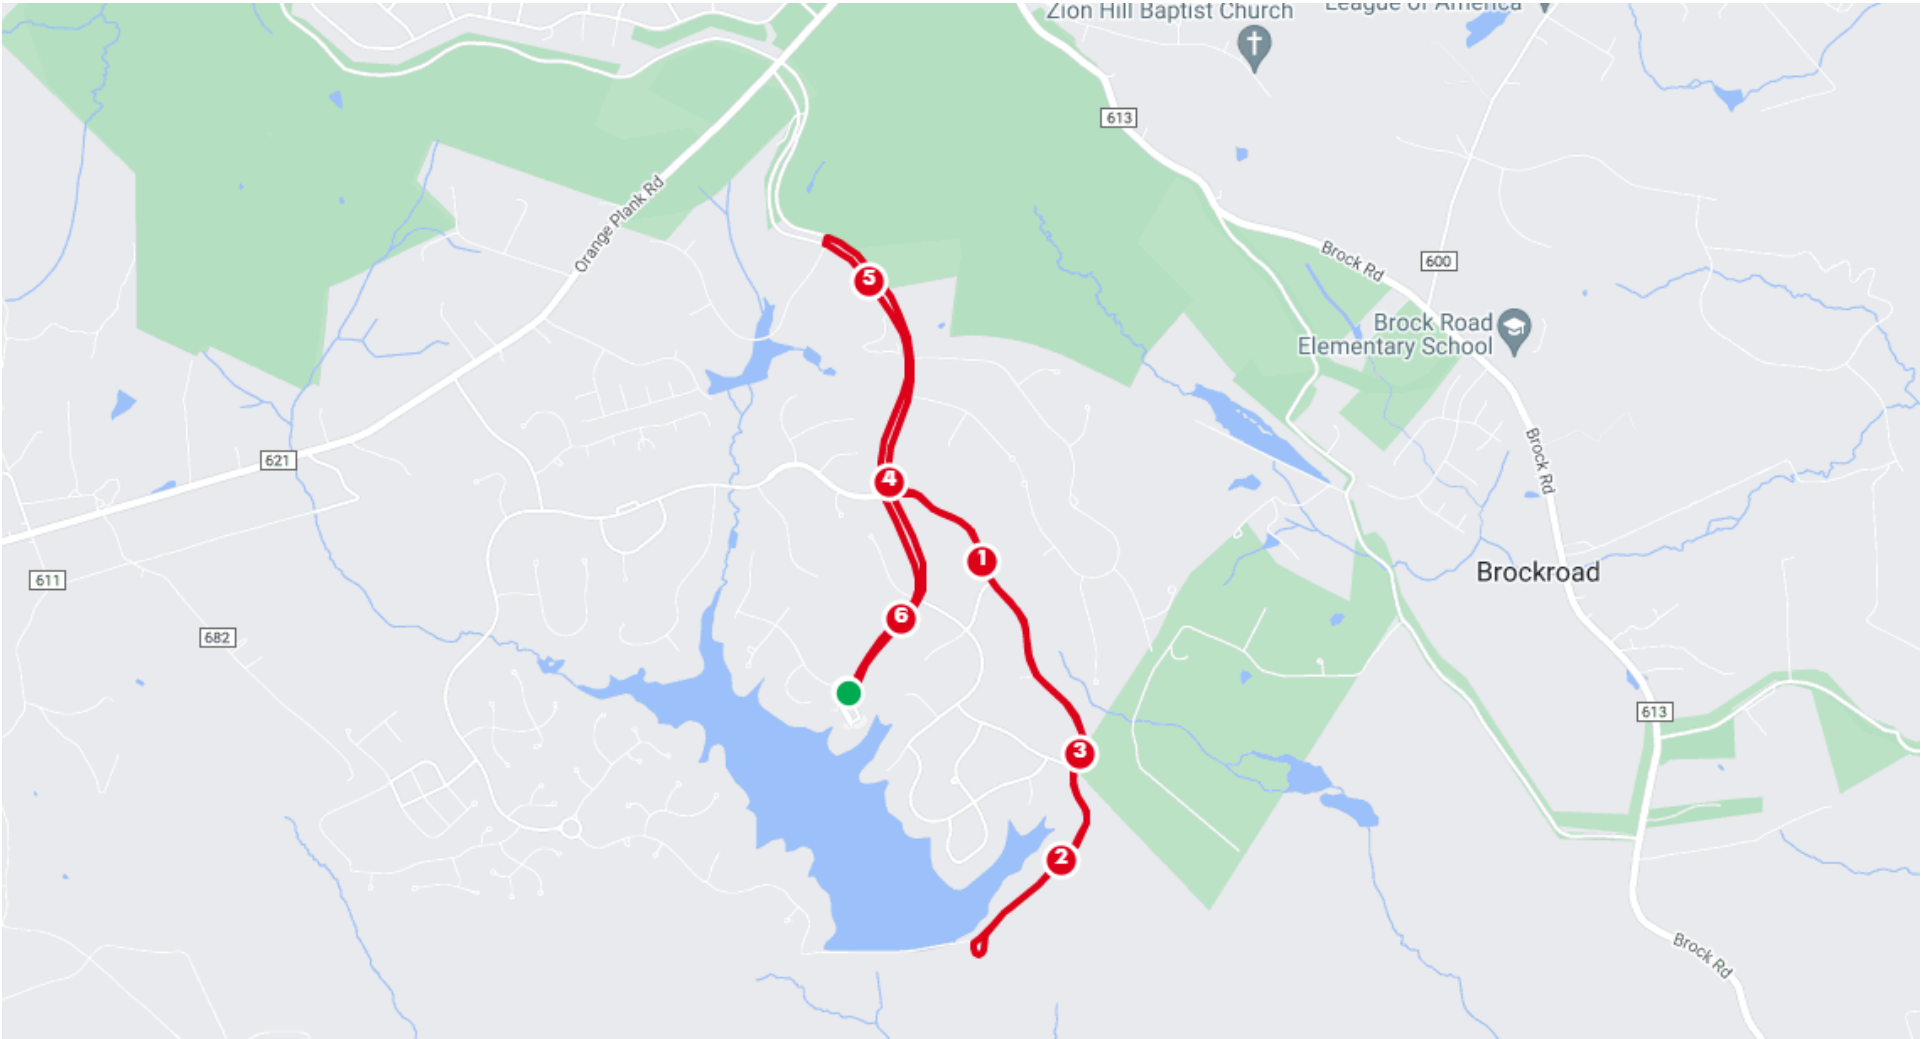 Zion Hill Baptist Church
League of America
613
Orange Plank Rd
Brock Rd
600
5
Brock Road
Elementary School
621
4
Brock Rd
1
Brockroad
611
6
682
613
3
2
Brock Rd